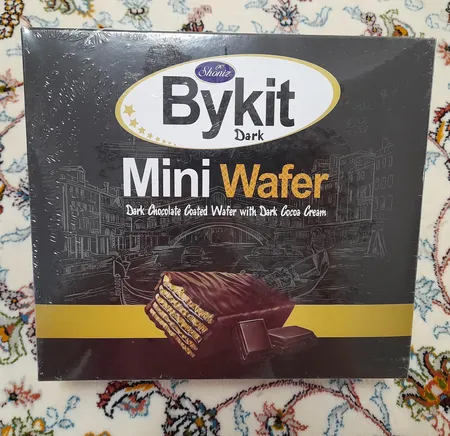 Shoniz
Bykit
Dark
Mini Wafer
Dark Chocolate Coated Wafer with Dark Cocoa Cream